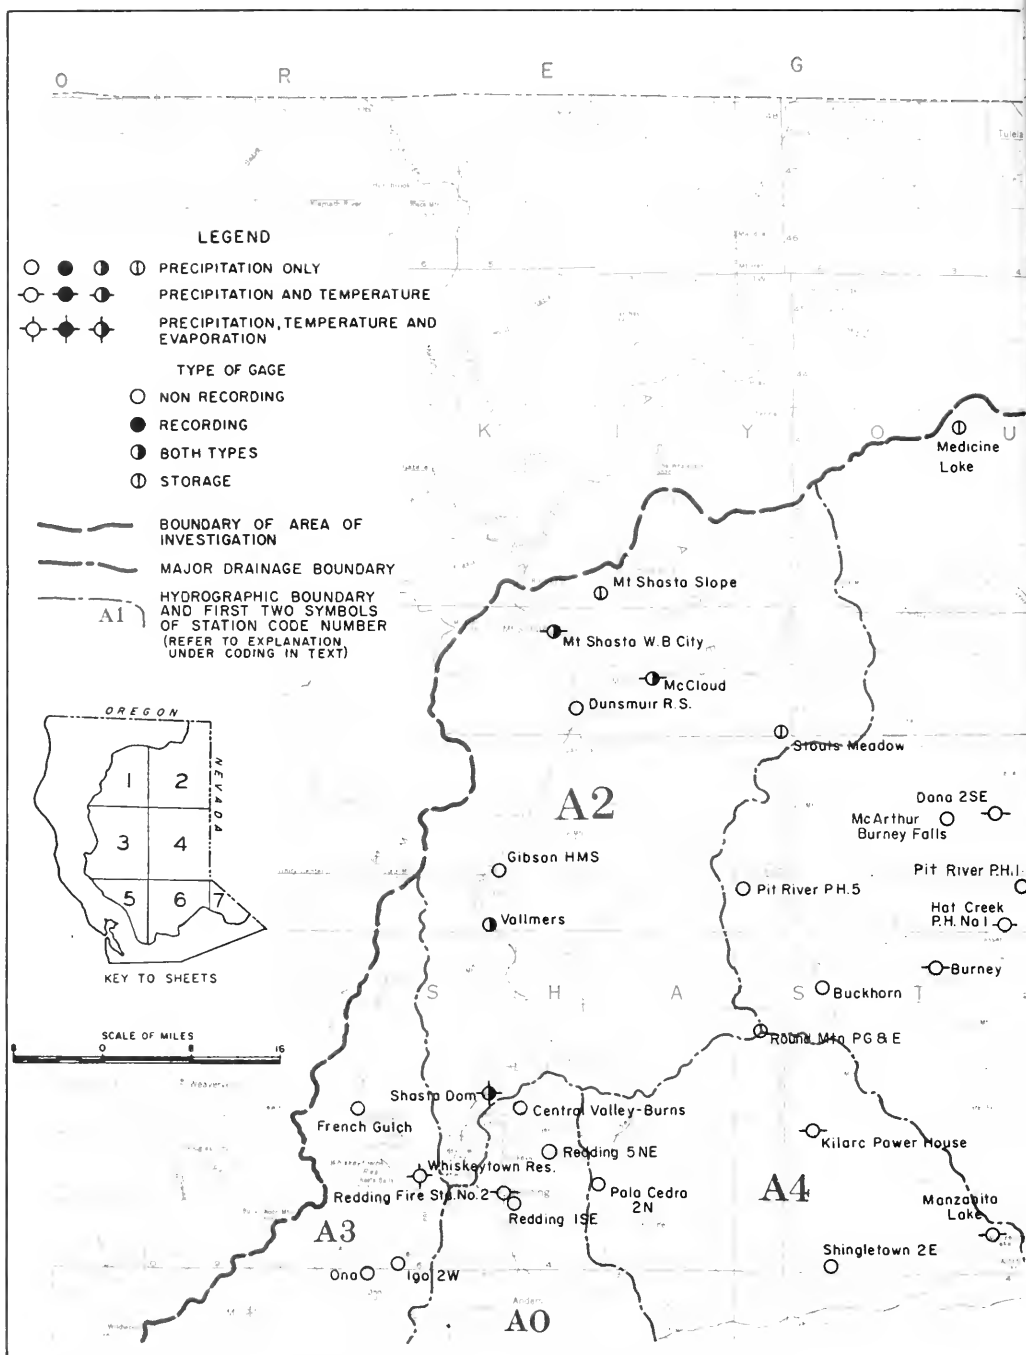 O R E G
LEGEND
PRECIPITATION ONLY
PRECIPITATION AND TEMPERATURE
PRECIPITATION, TEMPERATURE AND
EVAPORATION
TYPE OF GAGE
NON RECORDING
RECORDING
BOTH TYPES
STORAGE
BOUNDARY OF AREA OF
INVESTIGATION
MAJOR DRAINAGE BOUNDARY
A1
HYDROGRAPHIC BOUNDARY
AND FIRST TWO SYMBOLS
OF STATION CODE NUMBER
(REFER TO EXPLANATION
UNDER CODING IN TEXT)
OREGON
NEVADA
1 2
3 4
5 6 7
KEY TO SHEETS
SCALE OF MILES
8 0 8 16
K I Y O U
Medicine
Lake
Mt Shasta Slope
Mt Shasta W.B City
McCloud
Dunsmuir R.S.
Stouts Meadow
A2
Dana 2SE
McArthur
Burney Falls
Gibson HMS
Pit River P.H.1
Pit River P.H.5
Hat Creek
P.H. No 1
Vollmers
Burney
S H A S T
Buckhorn
Round Mtn PG & E
Shasta Dam
Central Valley-Burns
French Gulch
Kilarc Power House
Redding 5 NE
Whiskeytown Res.
Redding Fire Sta. No. 2
Palo Cedro
2N
A4
Manzanita
Lake
Redding 1SE
A3
Shingletown 2E
Ono
Igo 2W
A0